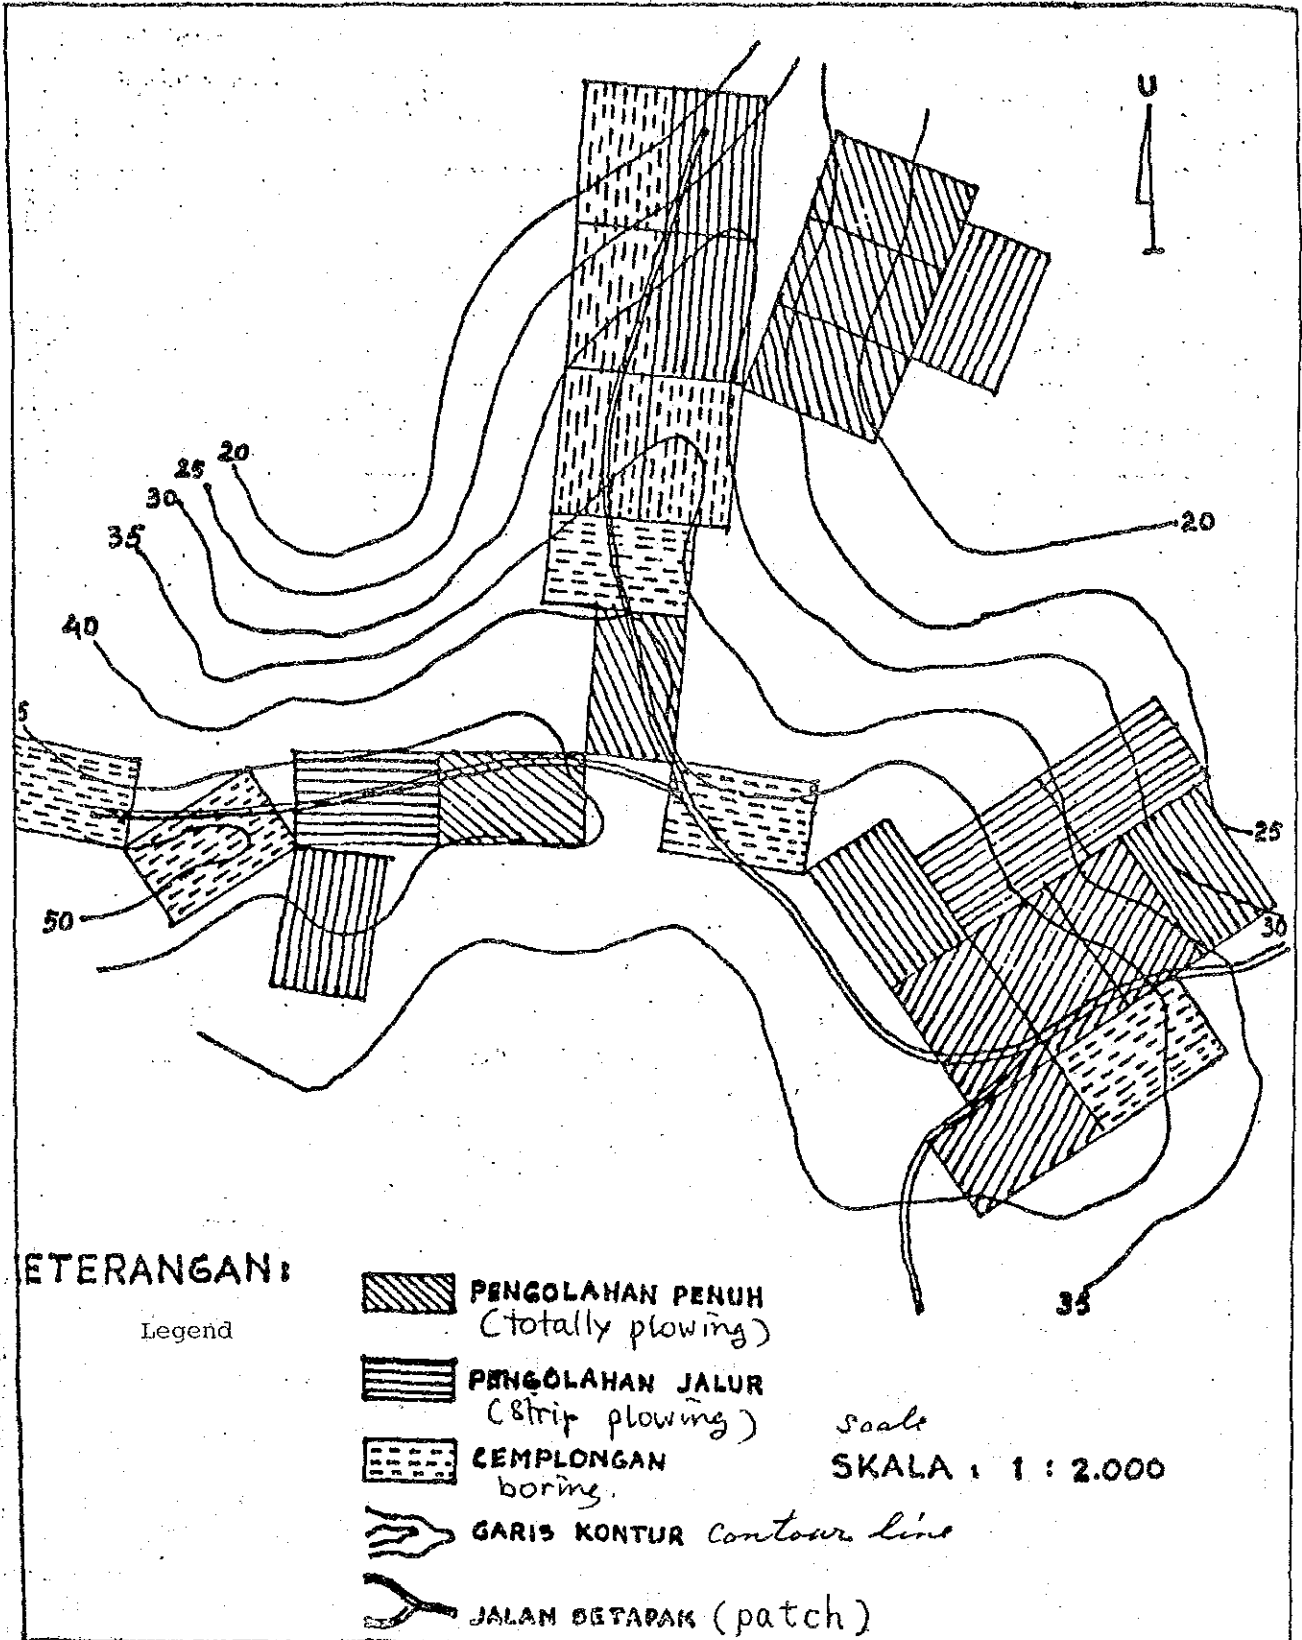 U
20
25
30
35
40
5
50
20
25
30
35
ETERANGAN:
Legend
PENGOLAHAN PENUH
(totally plowing)
PENGOLAHAN JALUR
(Strip plowing)
scale
SKALA : 1 : 2.000
CEMPLONGAN
boring.
GARIS KONTUR Contour line
JALAN SETAPAK (patch)